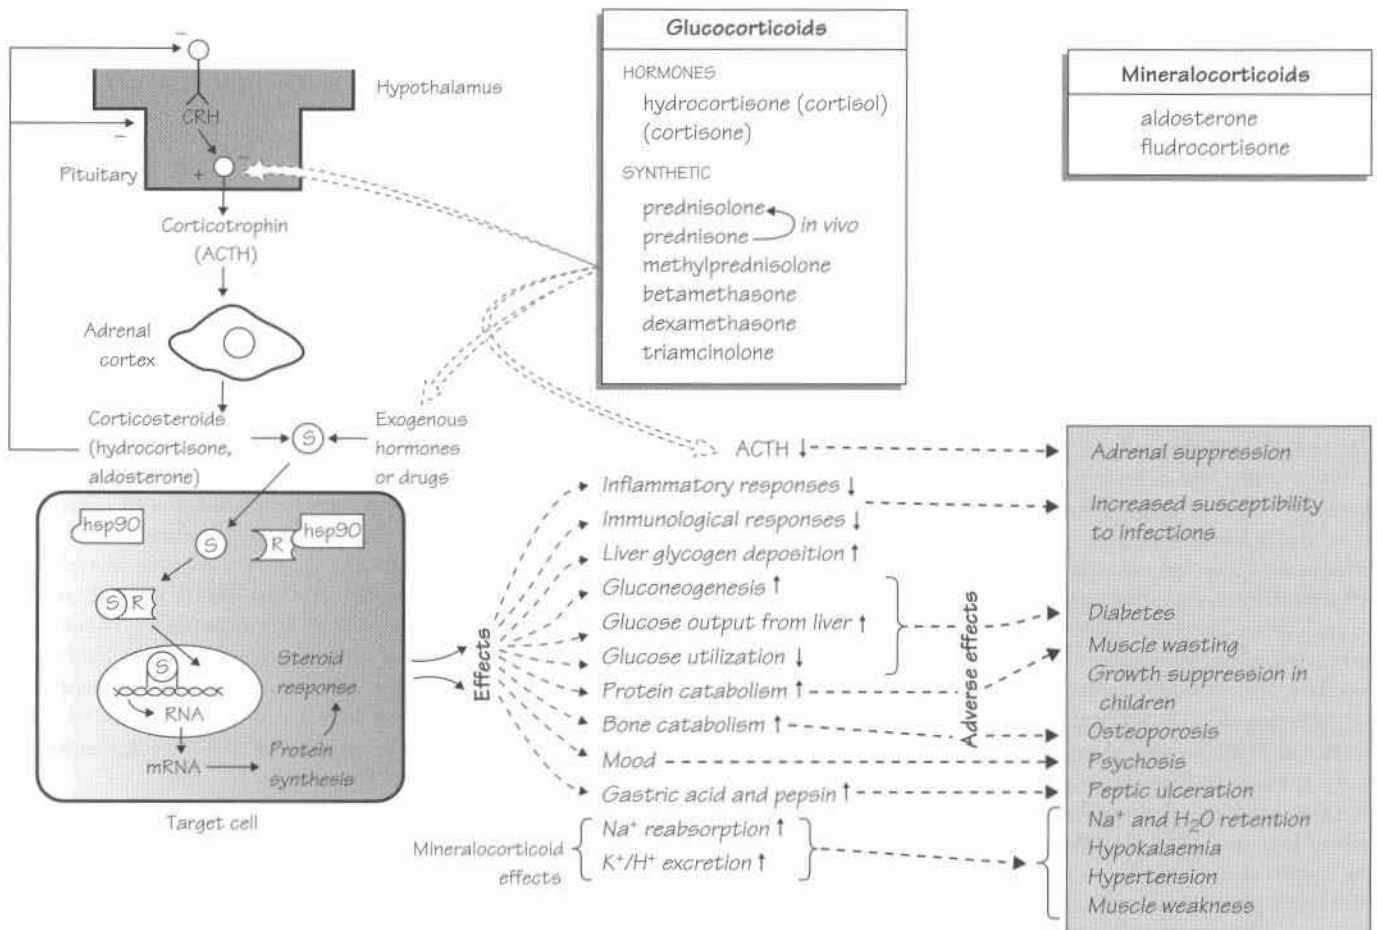 Glucocorticoids
HORMONES
hydrocortisone (cortisol)
(cortisone)
SYNTHETIC
prednisolone
prednisone
in vivo
methylprednisolone
betamethasone
dexamethasone
triamcinolone
Mineralocorticoids
aldosterone
fludrocortisone
−
Hypothalamus
CRH
−
−
+
Pituitary
Corticotrophin
(ACTH)
Adrenal
cortex
Corticosteroids
(hydrocortisone,
aldosterone)
S
Exogenous
hormones
or drugs
hsp90
S
R
hsp90
S R
S
RNA
mRNA
Protein
synthesis
Steroid
response
Target cell
Effects
ACTH ↓
Inflammatory responses ↓
Immunological responses ↓
Liver glycogen deposition ↑
Gluconeogenesis ↑
Glucose output from liver ↑
Glucose utilization ↓
Protein catabolism ↑
Bone catabolism ↑
Mood
Gastric acid and pepsin ↑
Mineralocorticoid
effects
Na⁺ reabsorption ↑
K⁺/H⁺ excretion ↑
Adverse effects
Adrenal suppression
Increased susceptibility
to infections
Diabetes
Muscle wasting
Growth suppression in
children
Osteoporosis
Psychosis
Peptic ulceration
Na⁺ and H₂O retention
Hypokalaemia
Hypertension
Muscle weakness